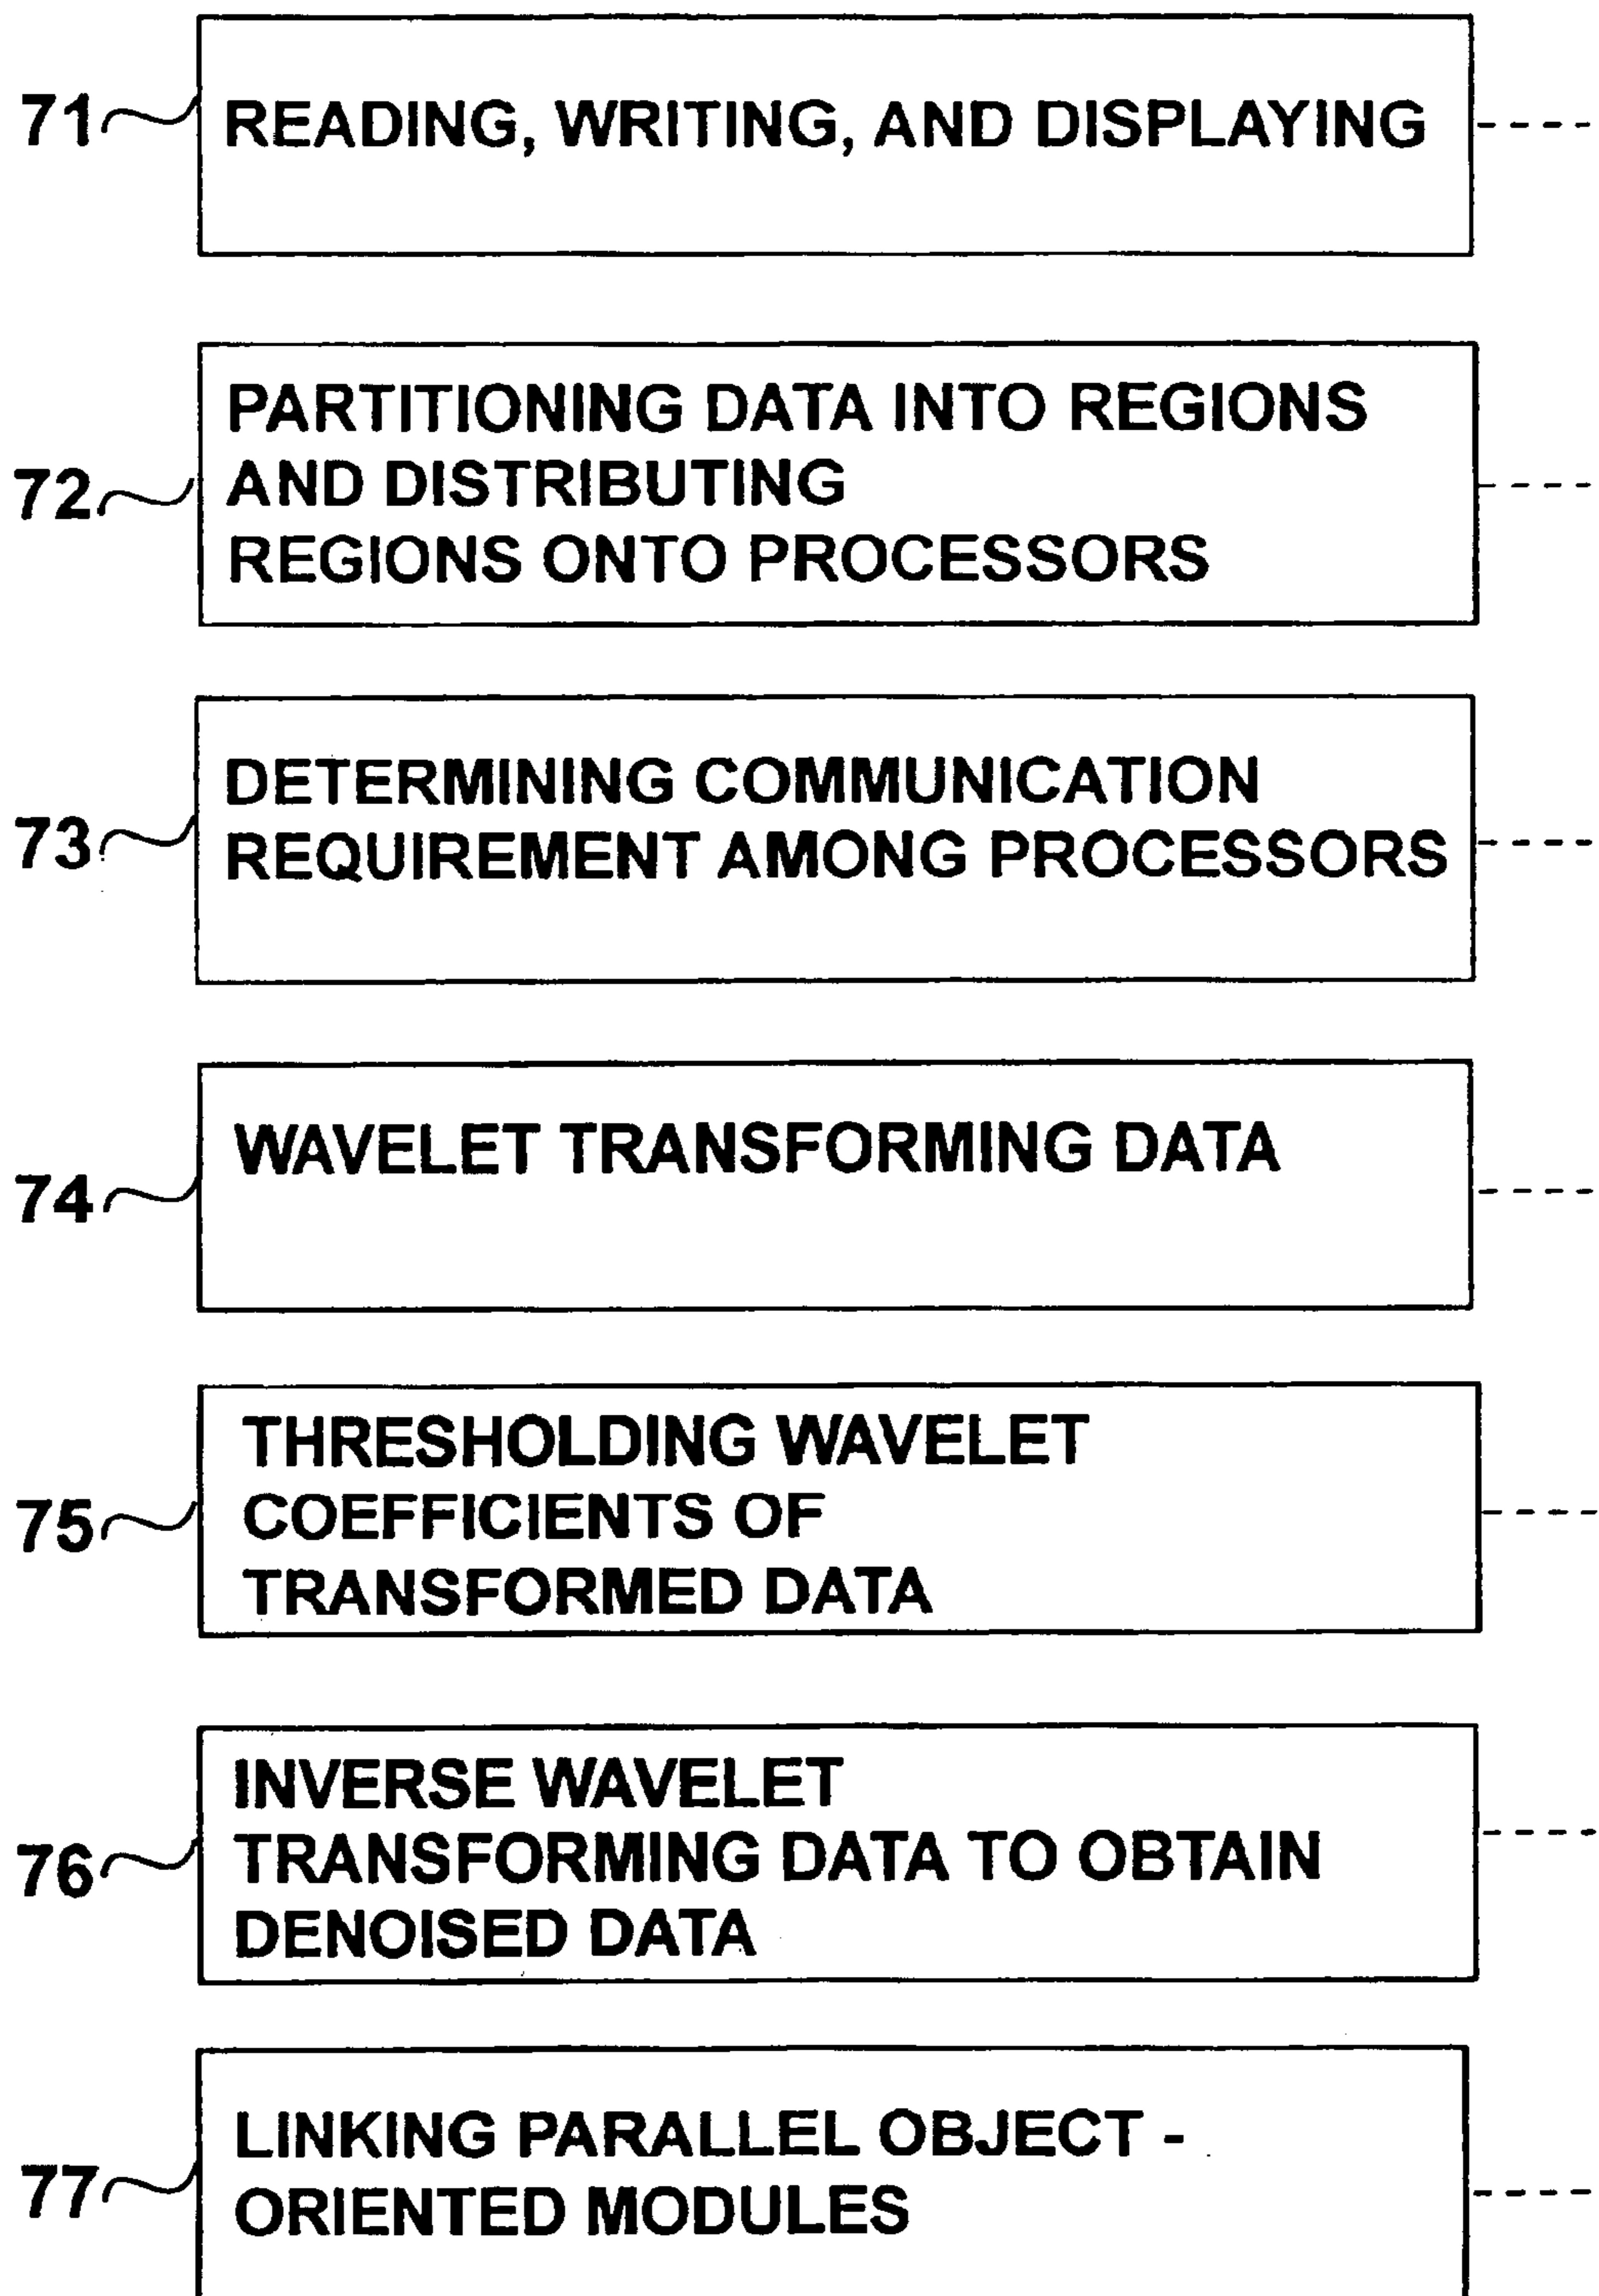 71 READING, WRITING, AND DISPLAYING
PARTITIONING DATA INTO REGIONS
72 AND DISTRIBUTING
REGIONS ONTO PROCESSORS
DETERMINING COMMUNICATION
73 REQUIREMENT AMONG PROCESSORS
WAVELET TRANSFORMING DATA
74
THRESHOLDING WAVELET
75 COEFFICIENTS OF
TRANSFORMED DATA
INVERSE WAVELET
76 TRANSFORMING DATA TO OBTAIN
DENOISED DATA
LINKING PARALLEL OBJECT -
77 ORIENTED MODULES